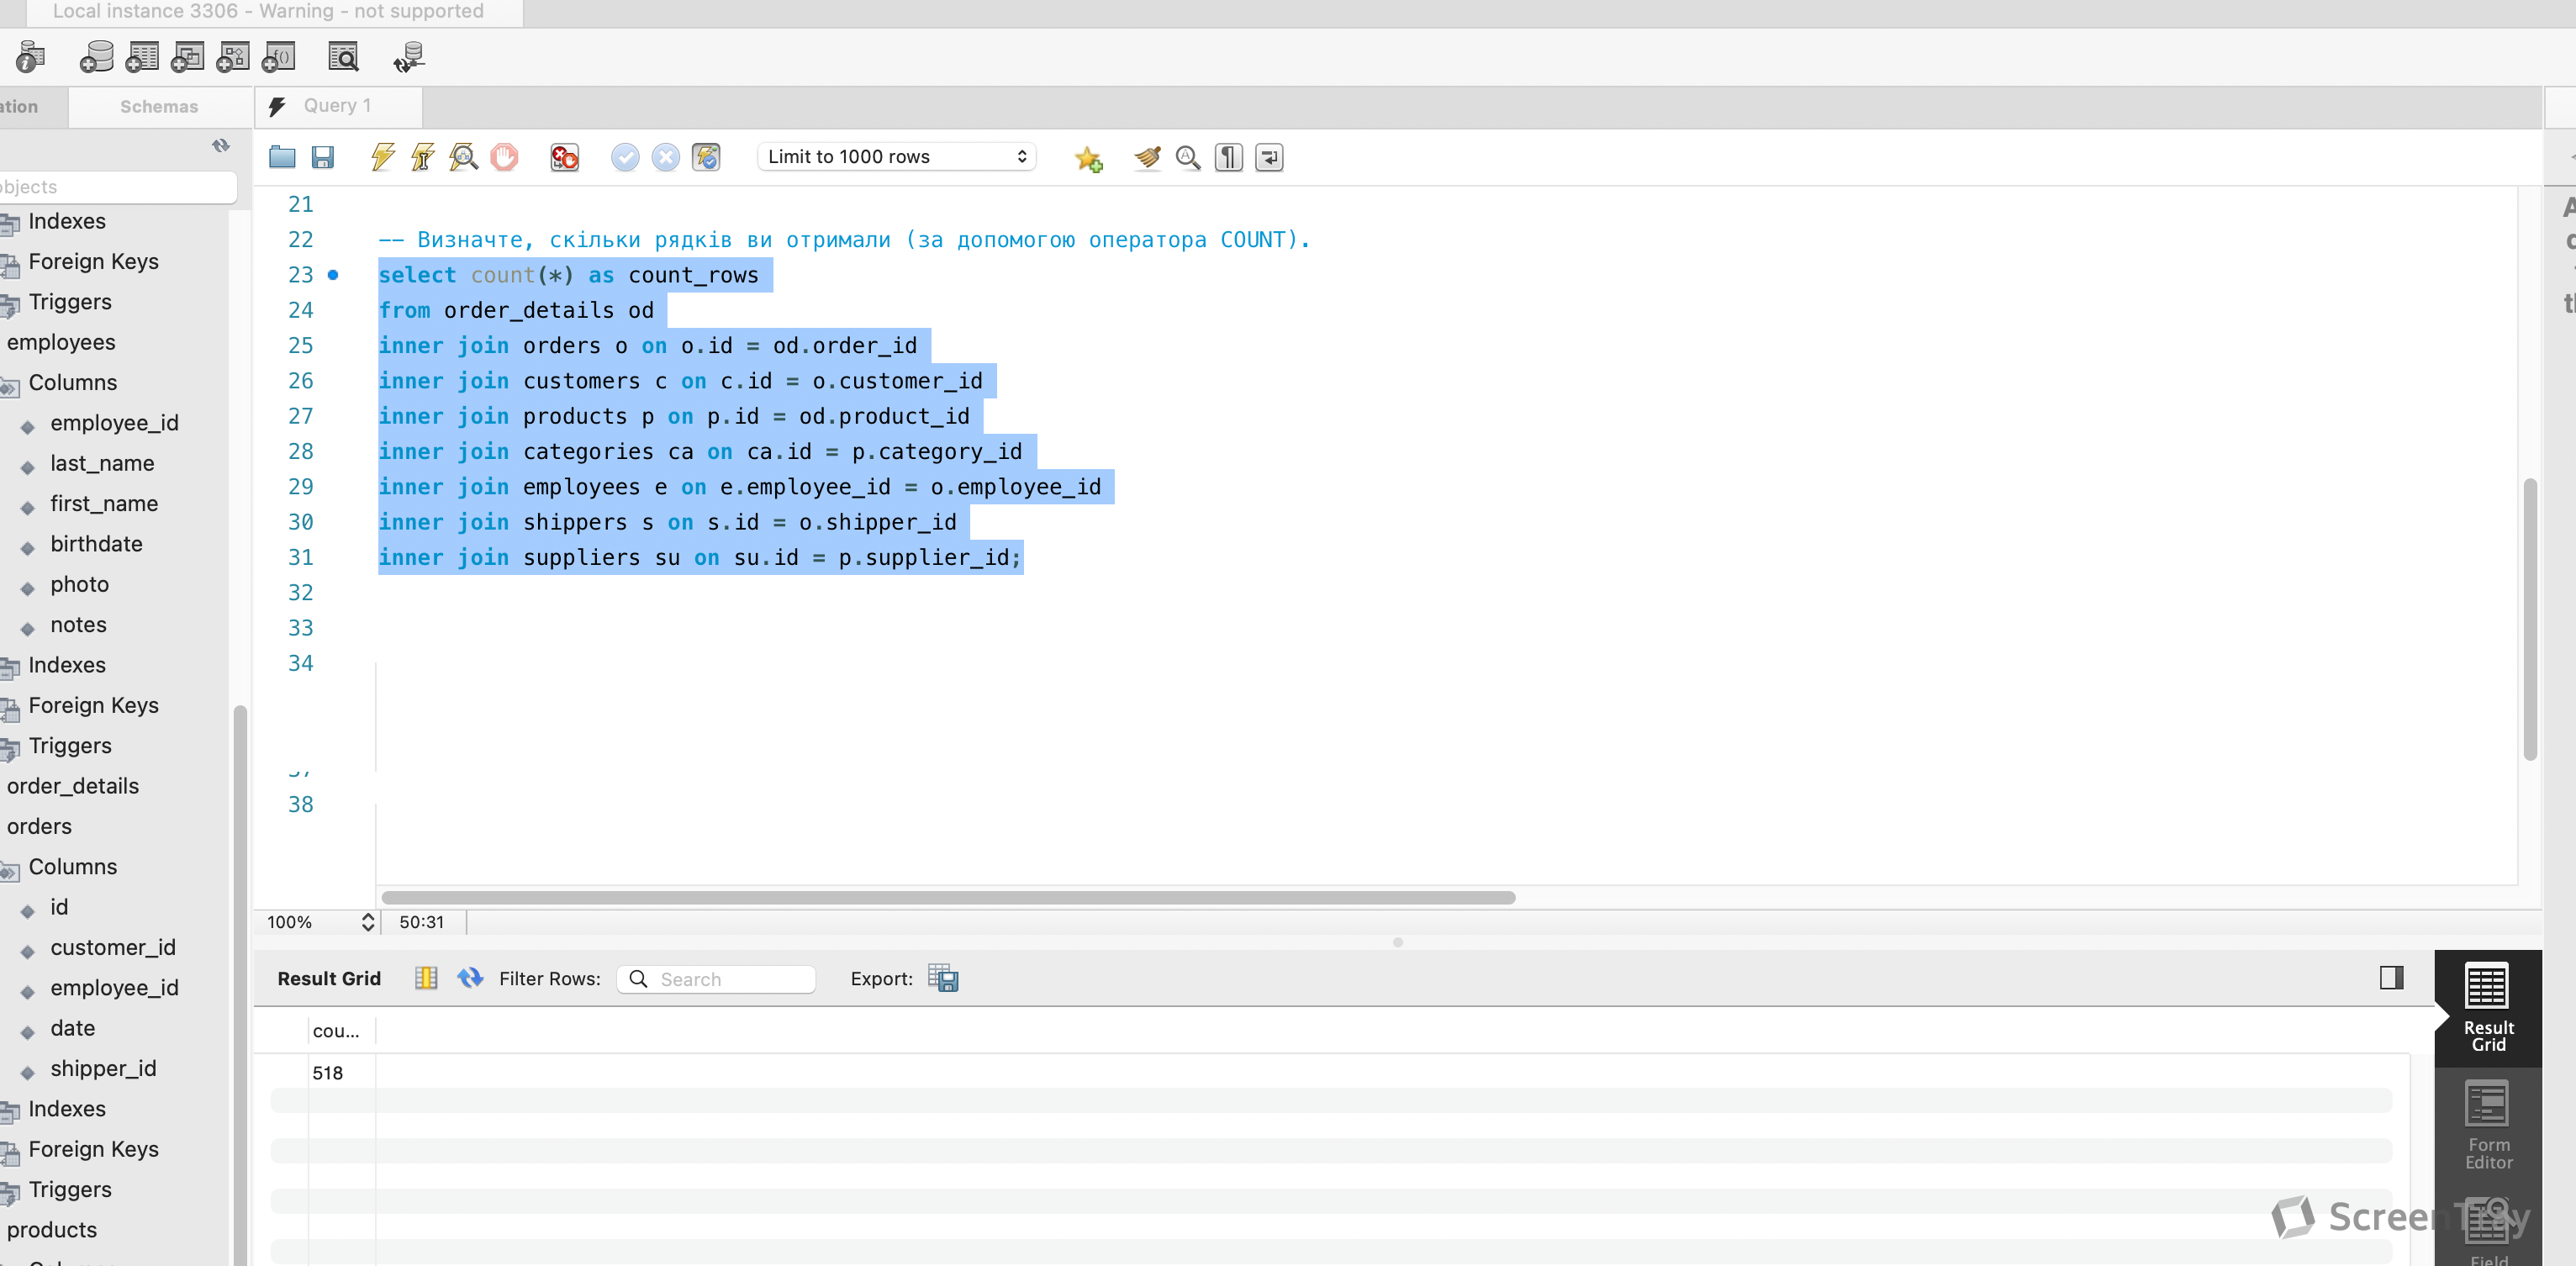 Local instance 3306 - Warning - not supported
ation
Schemas
Query 1
Limit to 1000 rows
objects
Indexes
Foreign Keys
Triggers
employees
Columns
employee_id
last_name
first_name
birthdate
photo
notes
Indexes
Foreign Keys
Triggers
order_details
orders
Columns
id
customer_id
employee_id
date
shipper_id
Indexes
Foreign Keys
Triggers
products
21
22 -- Визначте, скільки рядків ви отримали (за допомогою оператора COUNT).
23 select count(*) as count_rows
24 from order_details od
25 inner join orders o on o.id = od.order_id
26 inner join customers c on c.id = o.customer_id
27 inner join products p on p.id = od.product_id
28 inner join categories ca on ca.id = p.category_id
29 inner join employees e on e.employee_id = o.employee_id
30 inner join shippers s on s.id = o.shipper_id
31 inner join suppliers su on su.id = p.supplier_id;
32
33
34
38
100%
50:31
Result Grid
Filter Rows:
Search
Export:
cou...
518
Result
Grid
Form
Editor
Field
ScreenTray